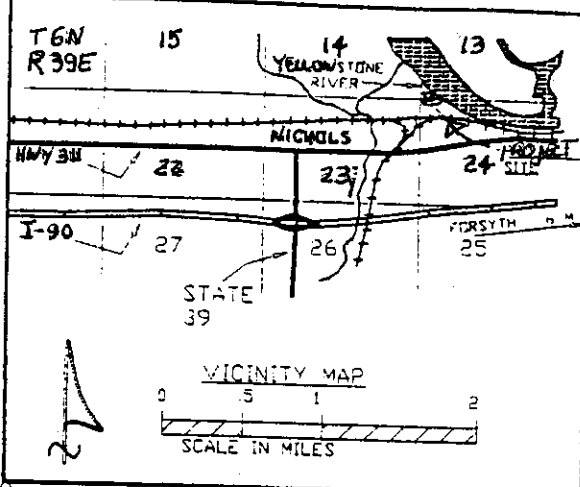 T6N 15 14 13
R39E
YELLOWSTONE
RIVER
NICHOLS
HWY 311 22 23 24 PROJECT
SITE
I-90 27 26 25
FORSYTH
STATE
39
VICINITY MAP
0 .5 1 2
SCALE IN MILES